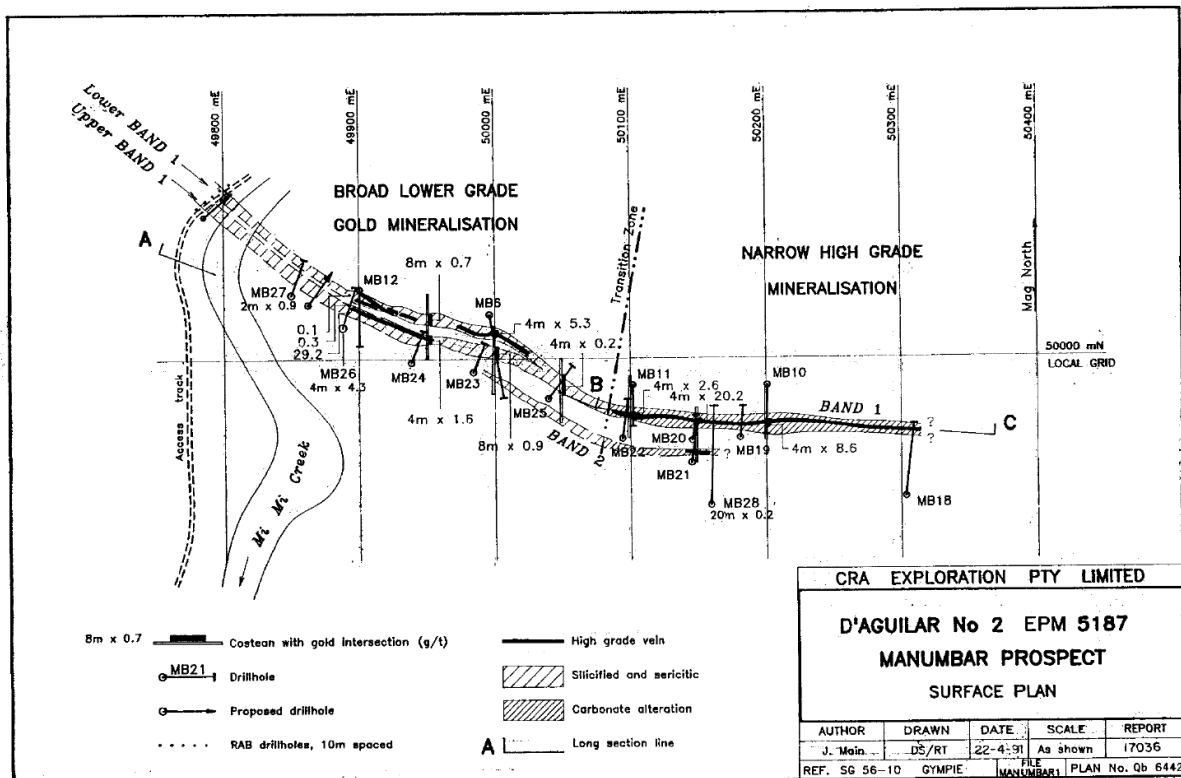 49800 mE
49900 mE
50000 mE
50100 mE
50200 mE
50300 mE
50400 mE
Lower BAND 1
Upper BAND 1
BROAD LOWER GRADE
GOLD MINERALISATION
NARROW HIGH GRADE
MINERALISATION
Transition Zone
Mag North
A
8m x 0.7
MB12
MB27
2m x 0.9
MB6
4m x 5.3
4m x 0.2
50000 mN
LOCAL GRID
0.1
0.3
29.2
MB26
4m x 4.3
MB24
MB23
MB25
B
MB11
4m x 2.6
4m x 20.2
MB10
BAND 1
?
?
C
4m x 1.6
8m x 0.9
BAND 2
MB22
MB20
MB21
?
MB19
4m x 8.6
MB28
20m x 0.2
MB18
Access track
Mi Mi Creek
8m x 0.7 Costean with gold intersection (g/t)
MB21 Drillhole
Proposed drillhole
RAB drillholes, 10m spaced
High grade vein
Silicified and sericitic
Carbonate alteration
A Long section line
CRA EXPLORATION PTY LIMITED
D'AGUILAR No 2 EPM 5187
MANUMBAR PROSPECT
SURFACE PLAN
AUTHOR DRAWN DATE SCALE REPORT
J. Main DS/RT 22-4-91 As shown 17036
REF. SG 56-10 GYMPIE FILE MANUMBAR1 PLAN No. Qb 6442